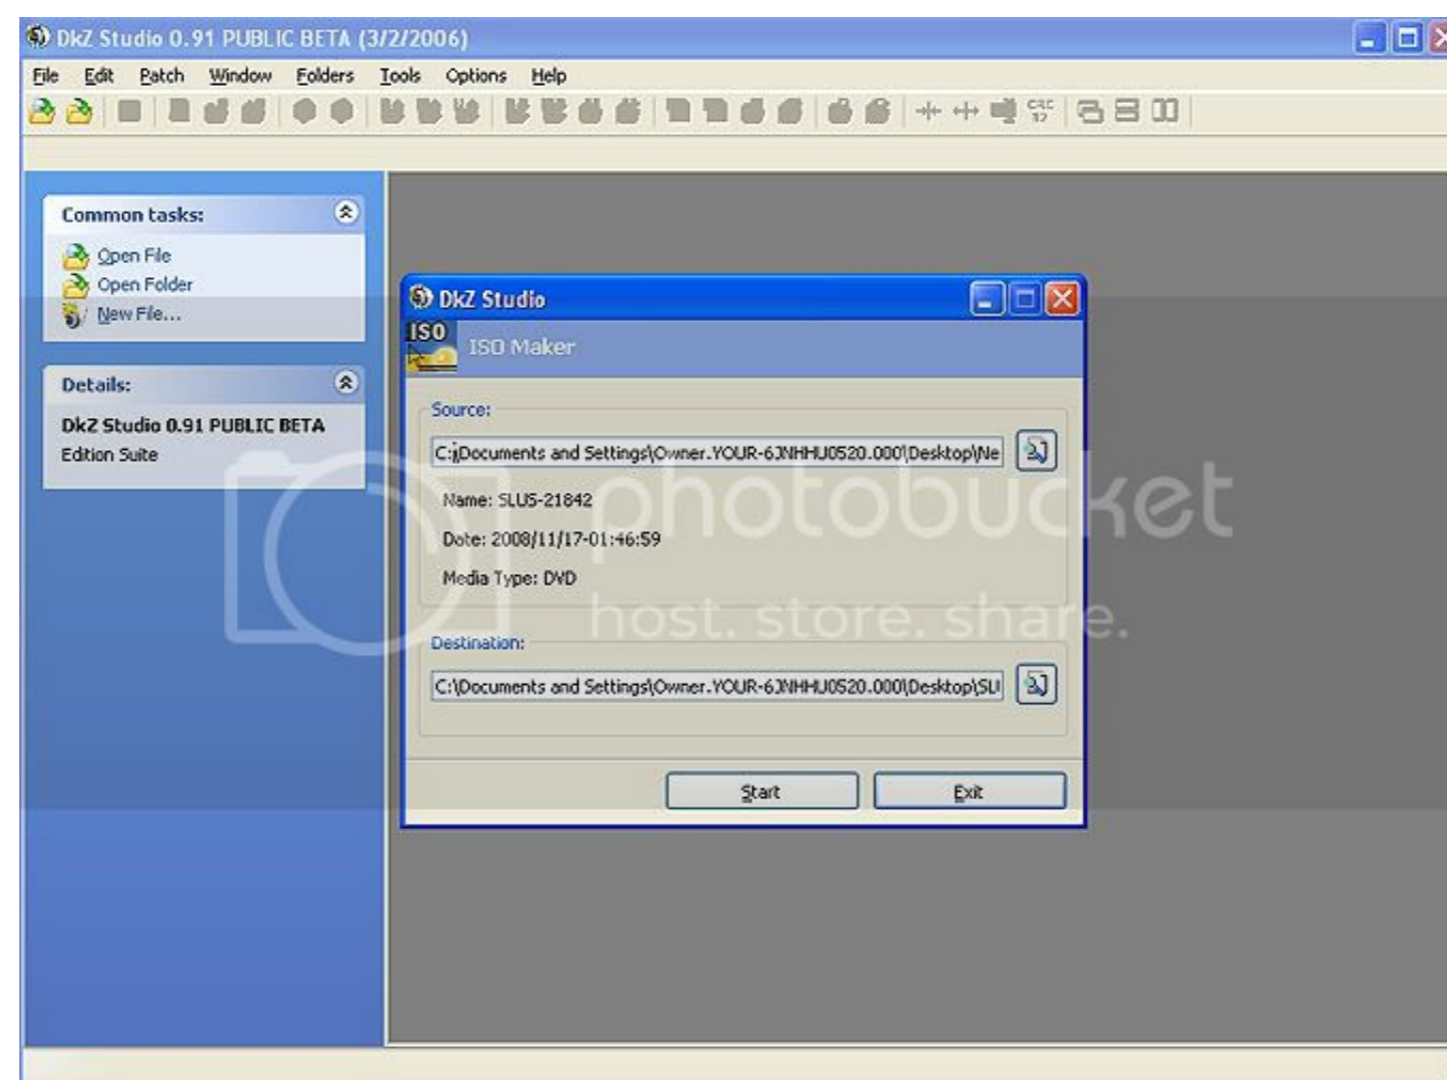 DkZ Studio 0.91 PUBLIC BETA (3/2/2006)
File Edit Patch Window Folders Tools Options Help
CRC
Common tasks:
Open File
Open Folder
New File...
Details:
DkZ Studio 0.91 PUBLIC BETA
Edition Suite
DkZ Studio
ISO
ISO Maker
Source:
C:\Documents and Settings\Owner.YOUR-6JNHHU0520.000\Desktop\Ne
Name: SLUS-21842
Date: 2008/11/17-01:46:59
Media Type: DVD
Destination:
C:\Documents and Settings\Owner.YOUR-6JNHHU0520.000\Desktop\SLU
Start Exit
photobucket
host. store. share.